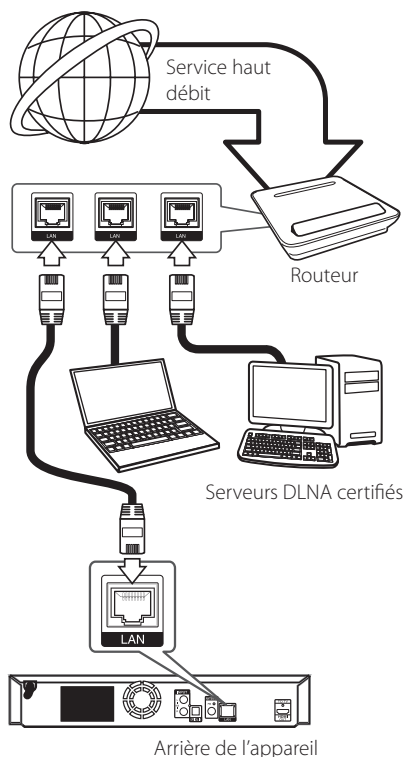 Service haut
débit
LAN
LAN
LAN
Routeur
Serveurs DLNA certifiés
LAN
Arrière de l'appareil